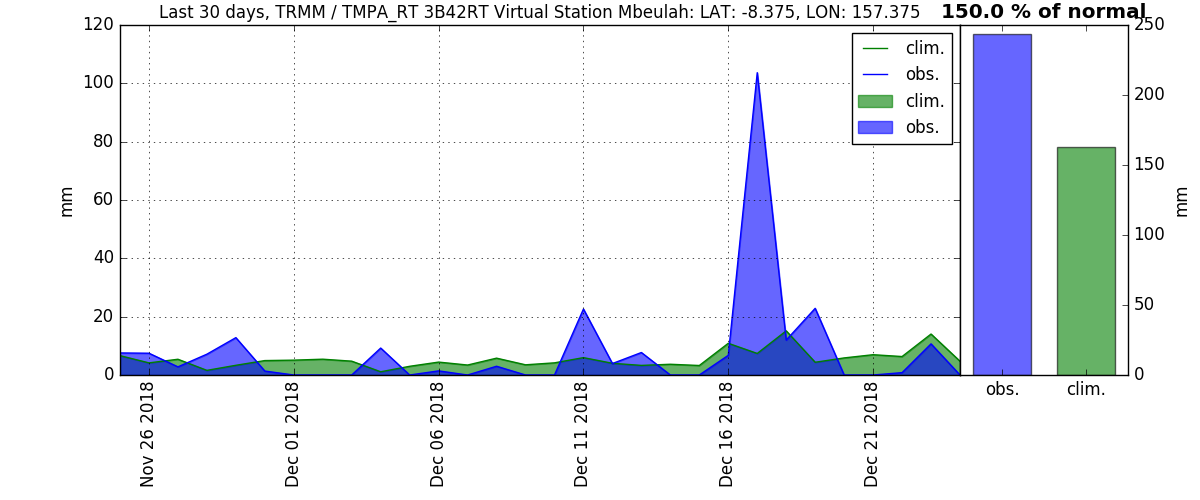 Last 30 days, TRMM / TMPA_RT 3B42RT Virtual Station Mbeulah: LAT: -8.375, LON: 157.375
150.0 % of normal
120
100
80
60
40
20
0
mm
clim.
obs.
clim.
obs.
Nov 26 2018
Dec 01 2018
Dec 06 2018
Dec 11 2018
Dec 16 2018
Dec 21 2018
250
200
150
100
50
0
mm
obs.
clim.